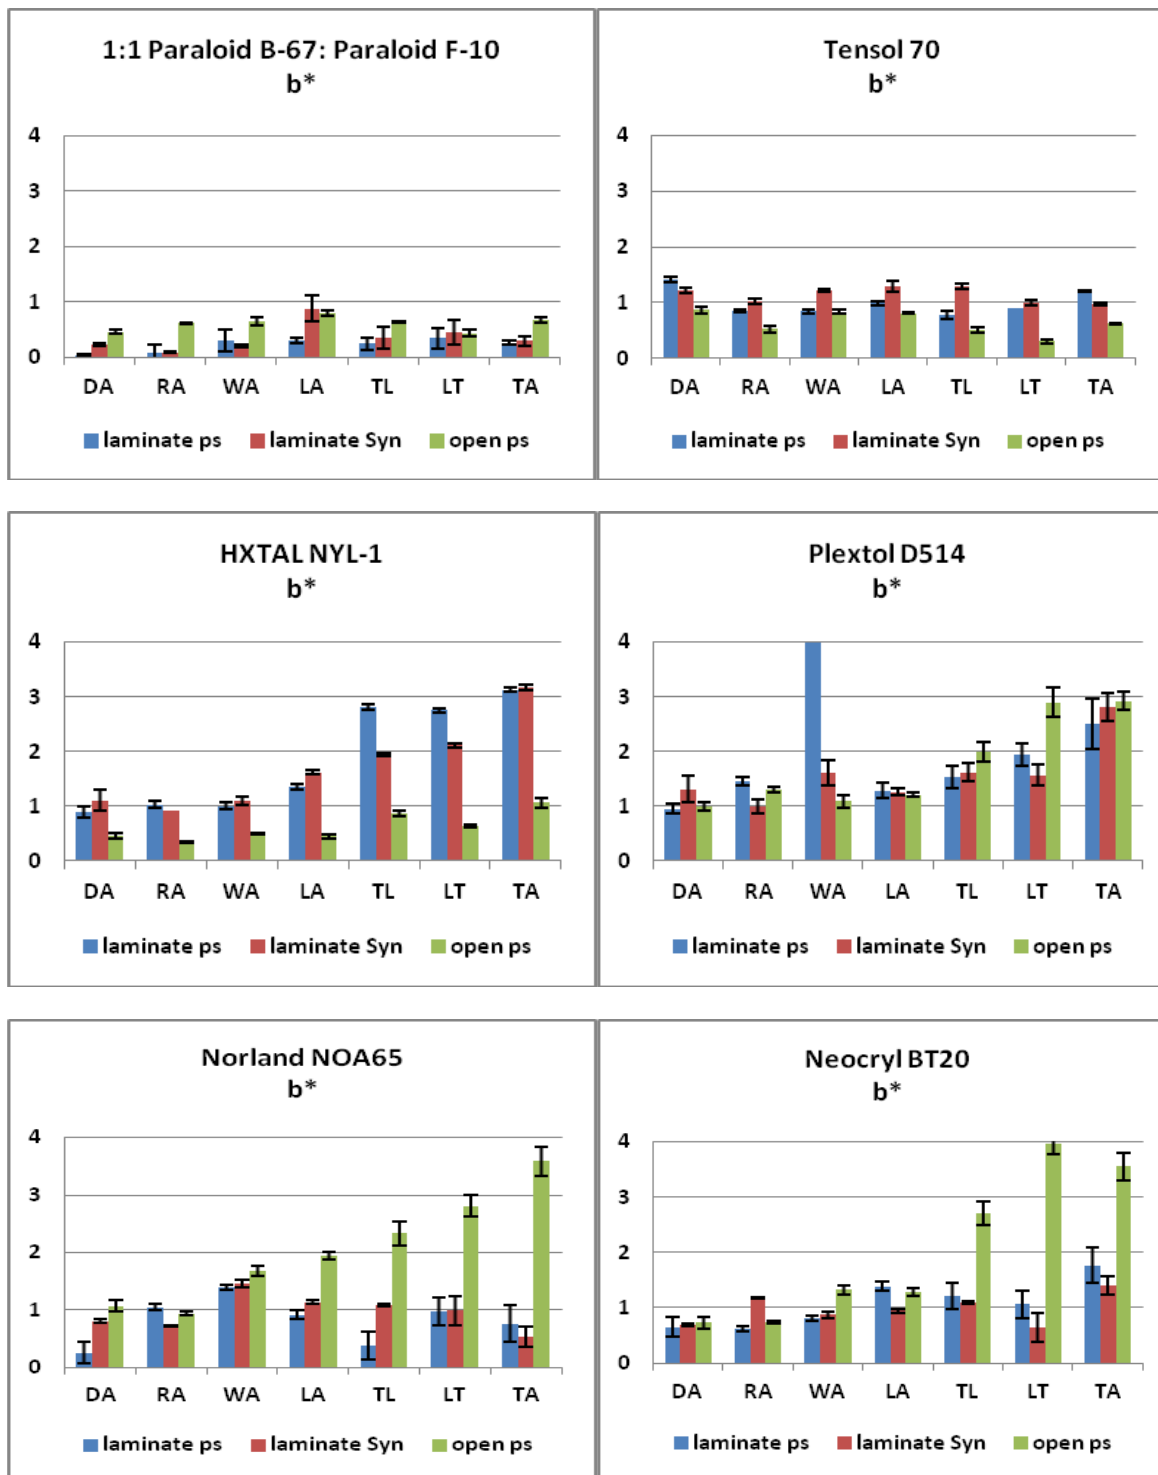 1:1 Paraloid B-67: Paraloid F-10
b*
4
3
2
1
0
DA RA WA LA TL LT TA
laminate ps laminate Syn open ps
Tensol 70
b*
4
3
2
1
0
DA RA WA LA TL LT TA
laminate ps laminate Syn open ps
HXTAL NYL-1
b*
4
3
2
1
0
DA RA WA LA TL LT TA
laminate ps laminate Syn open ps
Plextol D514
b*
4
3
2
1
0
DA RA WA LA TL LT TA
laminate ps laminate Syn open ps
Norland NOA65
b*
4
3
2
1
0
DA RA WA LA TL LT TA
laminate ps laminate Syn open ps
Neocryl BT20
b*
4
3
2
1
0
DA RA WA LA TL LT TA
laminate ps laminate Syn open ps